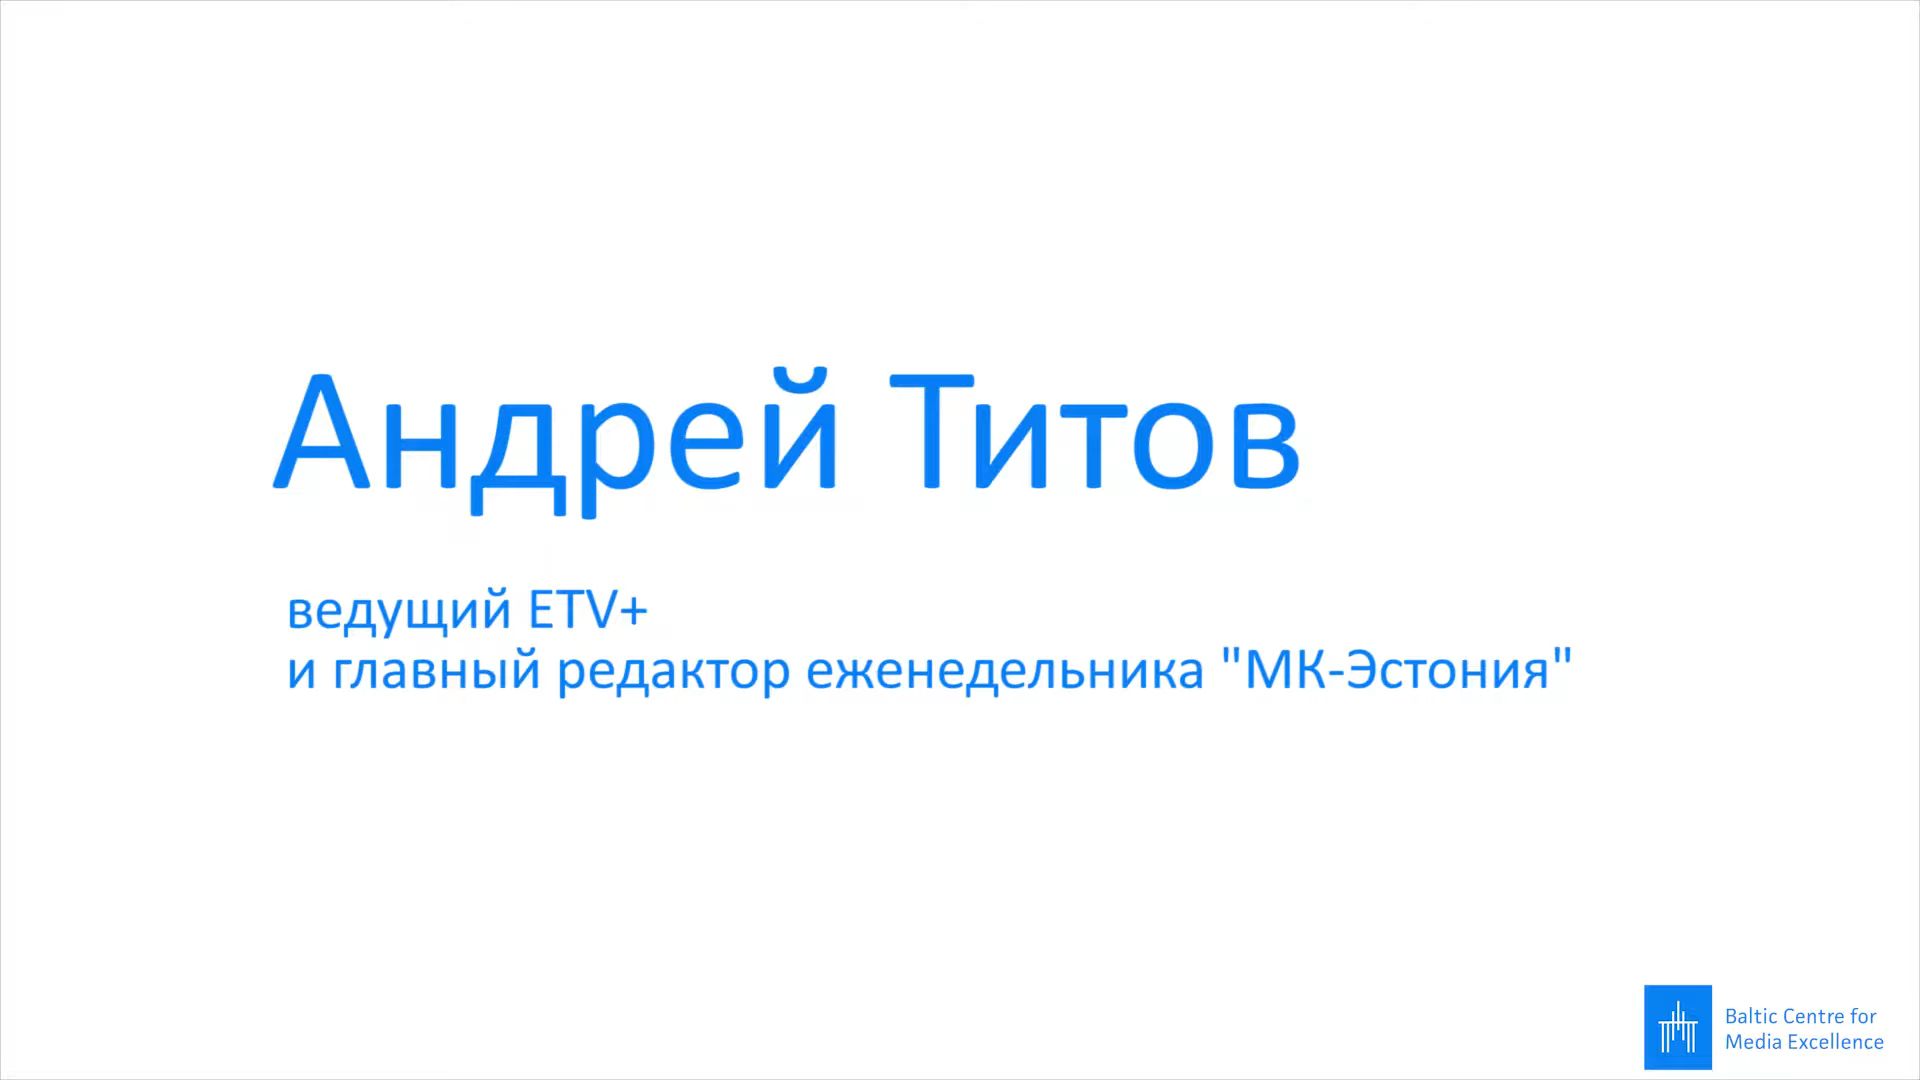 Андрей Титов
ведущий ETV+
и главный редактор еженедельника "МК-Эстония"
Baltic Centre for
Media Excellence